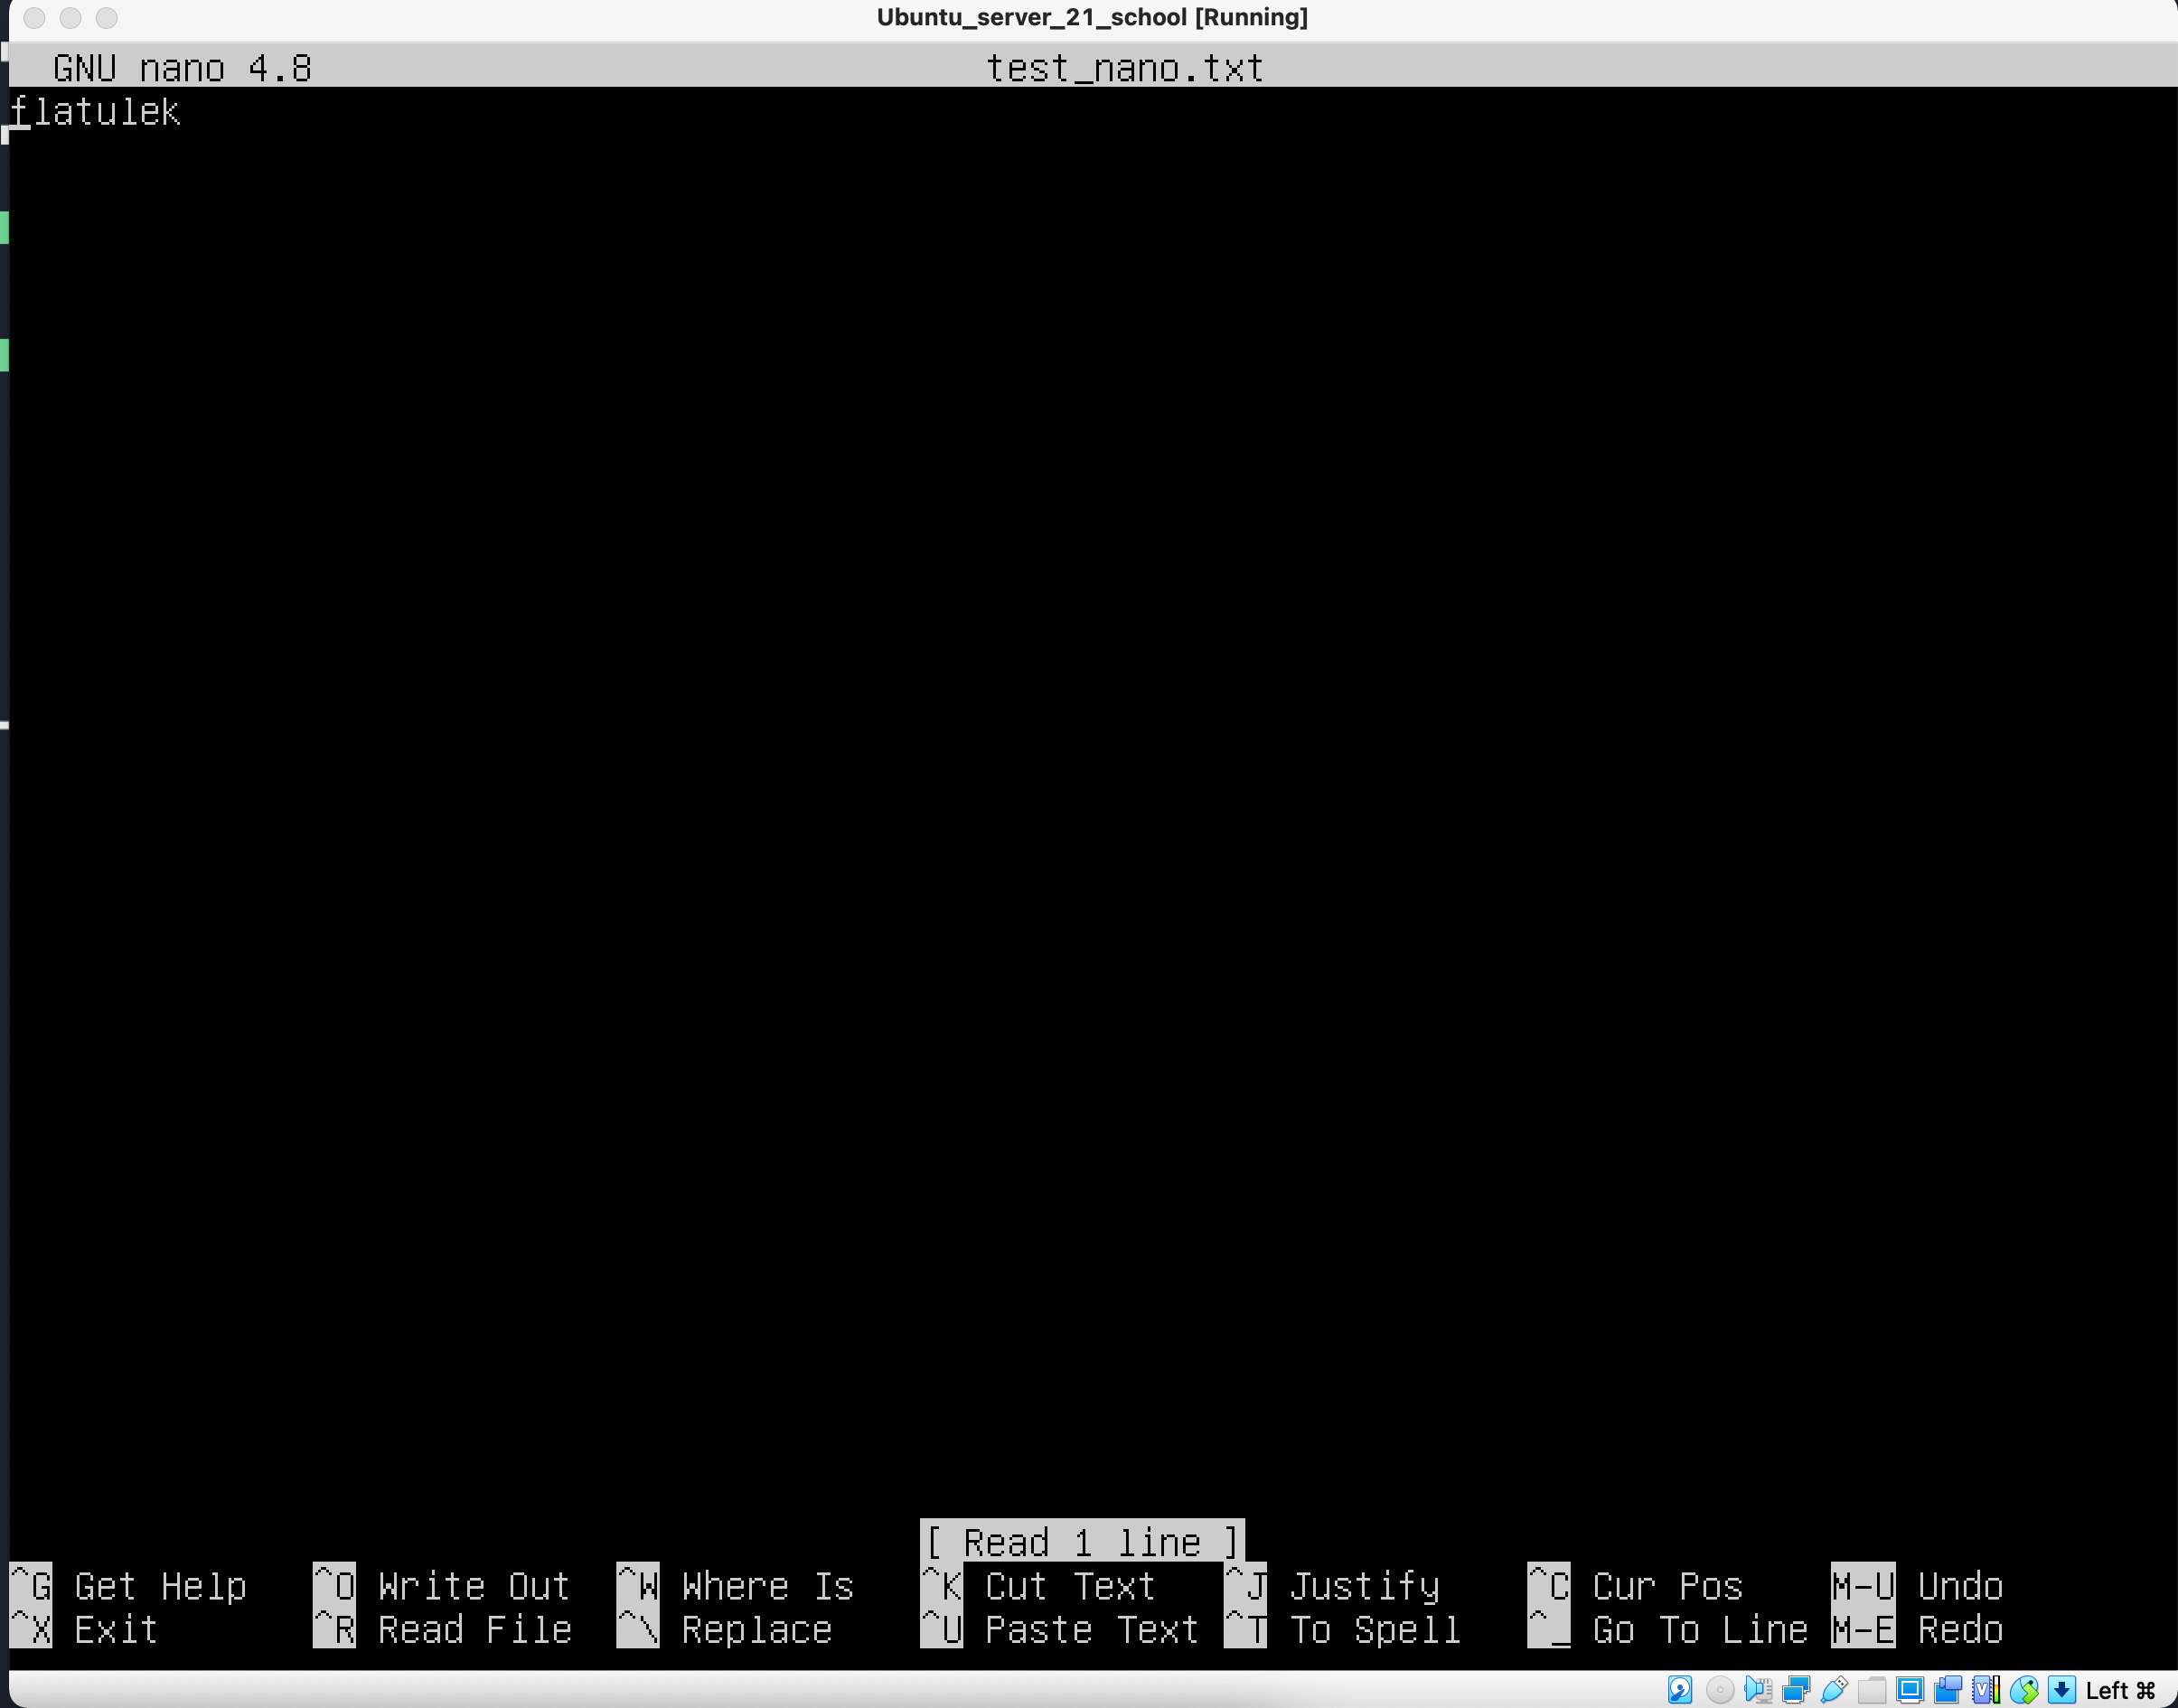 Ubuntu_server_21_school [Running]
GNU nano 4.8 test_nano.txt
flatulek
[ Read 1 line ]
^G Get Help ^O Write Out ^W Where Is ^K Cut Text ^J Justify ^C Cur Pos M-U Undo
^X Exit ^R Read File ^\ Replace ^U Paste Text ^T To Spell ^_ Go To Line M-E Redo
Left ⌘